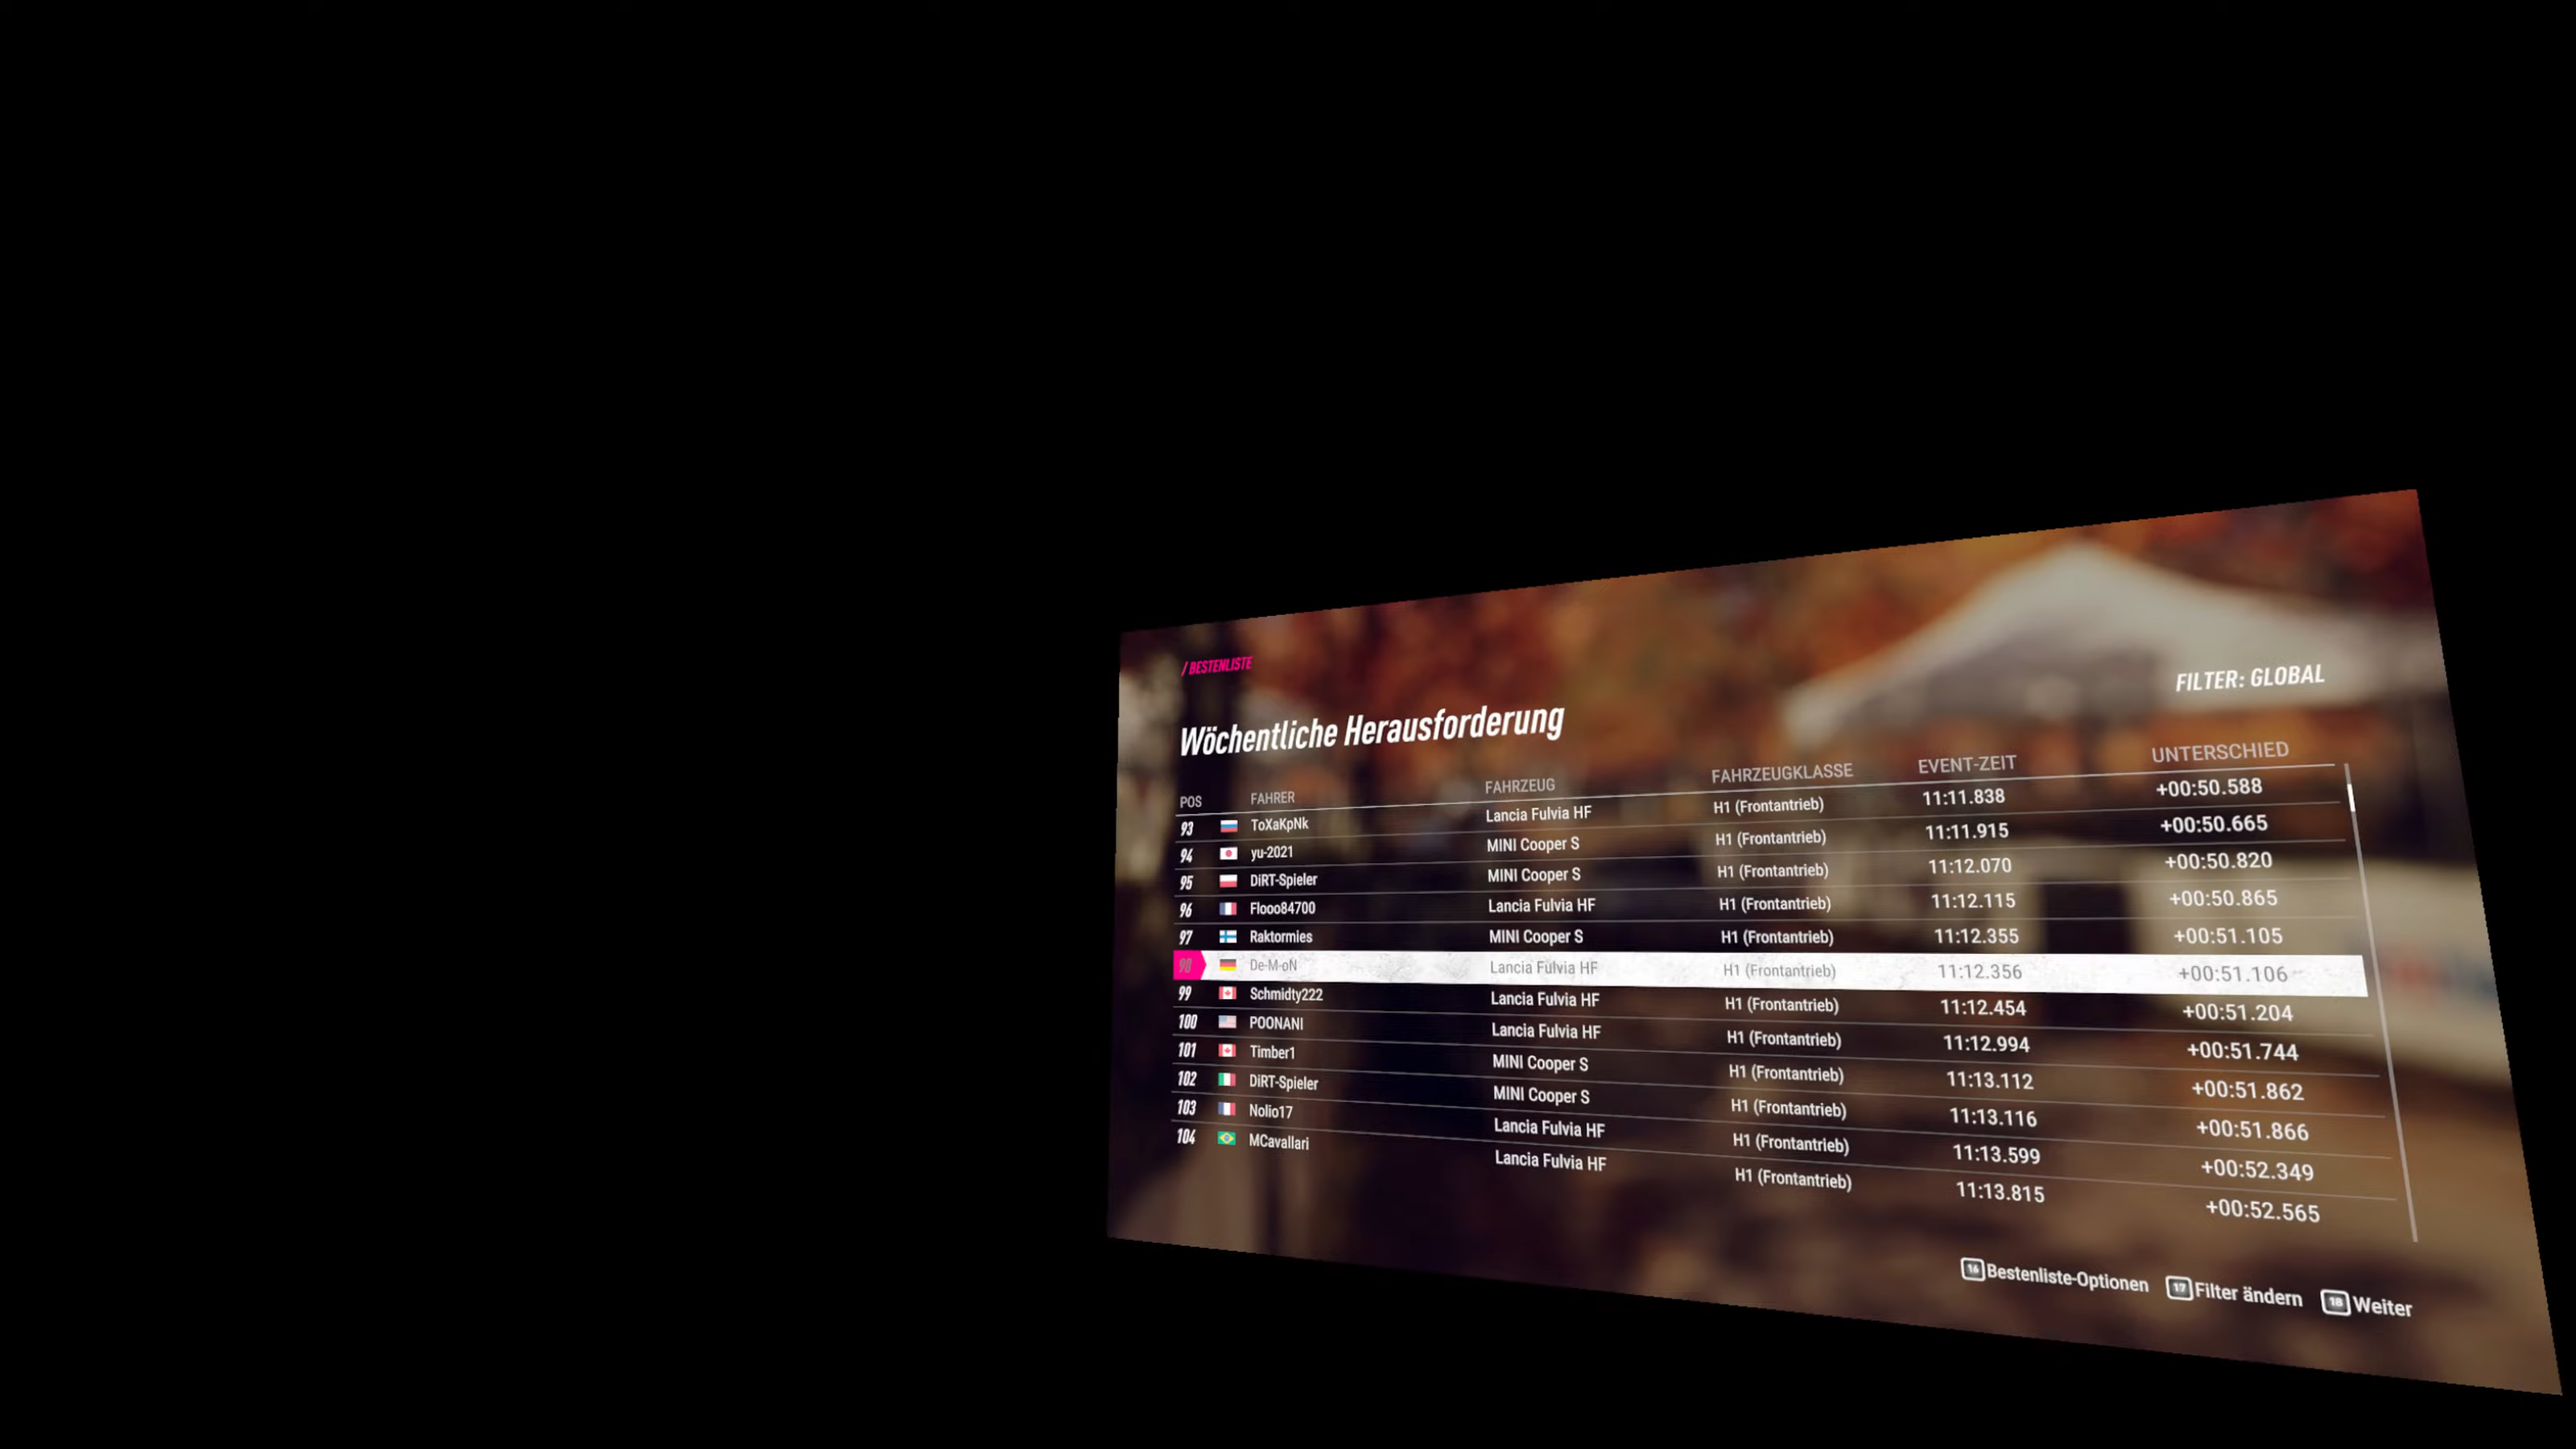 / BESTENLISTE
FILTER: GLOBAL
Wöchentliche Herausforderung
POS FAHRER FAHRZEUG FAHRZEUGKLASSE EVENT-ZEIT UNTERSCHIED
93 ToXaKpNk Lancia Fulvia HF H1 (Frontantrieb) 11:11.838 +00:50.588
94 yu-2021 MINI Cooper S H1 (Frontantrieb) 11:11.915 +00:50.665
95 DiRT-Spieler MINI Cooper S H1 (Frontantrieb) 11:12.070 +00:50.820
96 Flooo84700 Lancia Fulvia HF H1 (Frontantrieb) 11:12.115 +00:50.865
97 Raktormies MINI Cooper S H1 (Frontantrieb) 11:12.355 +00:51.105
98 De-M-oN Lancia Fulvia HF H1 (Frontantrieb) 11:12.356 +00:51.106
99 Schmidty222 Lancia Fulvia HF H1 (Frontantrieb) 11:12.454 +00:51.204
100 POONANI Lancia Fulvia HF H1 (Frontantrieb) 11:12.994 +00:51.744
101 Timber1 MINI Cooper S H1 (Frontantrieb) 11:13.112 +00:51.862
102 DiRT-Spieler MINI Cooper S H1 (Frontantrieb) 11:13.116 +00:51.866
103 Nolio17 Lancia Fulvia HF H1 (Frontantrieb) 11:13.599 +00:52.349
104 MCavallari Lancia Fulvia HF H1 (Frontantrieb) 11:13.815 +00:52.565
16 Bestenliste-Optionen 17 Filter ändern 18 Weiter